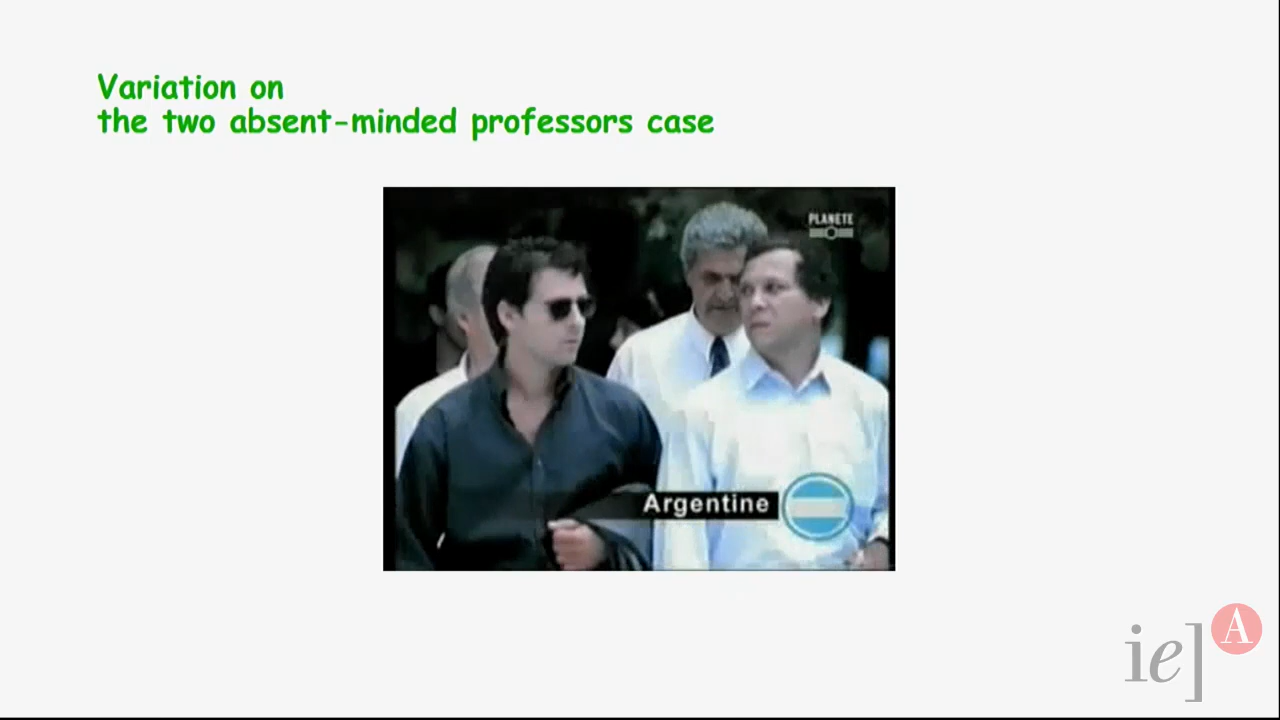 Variation on
the two absent-minded professors case
PLANETE
Argentine
ie] A